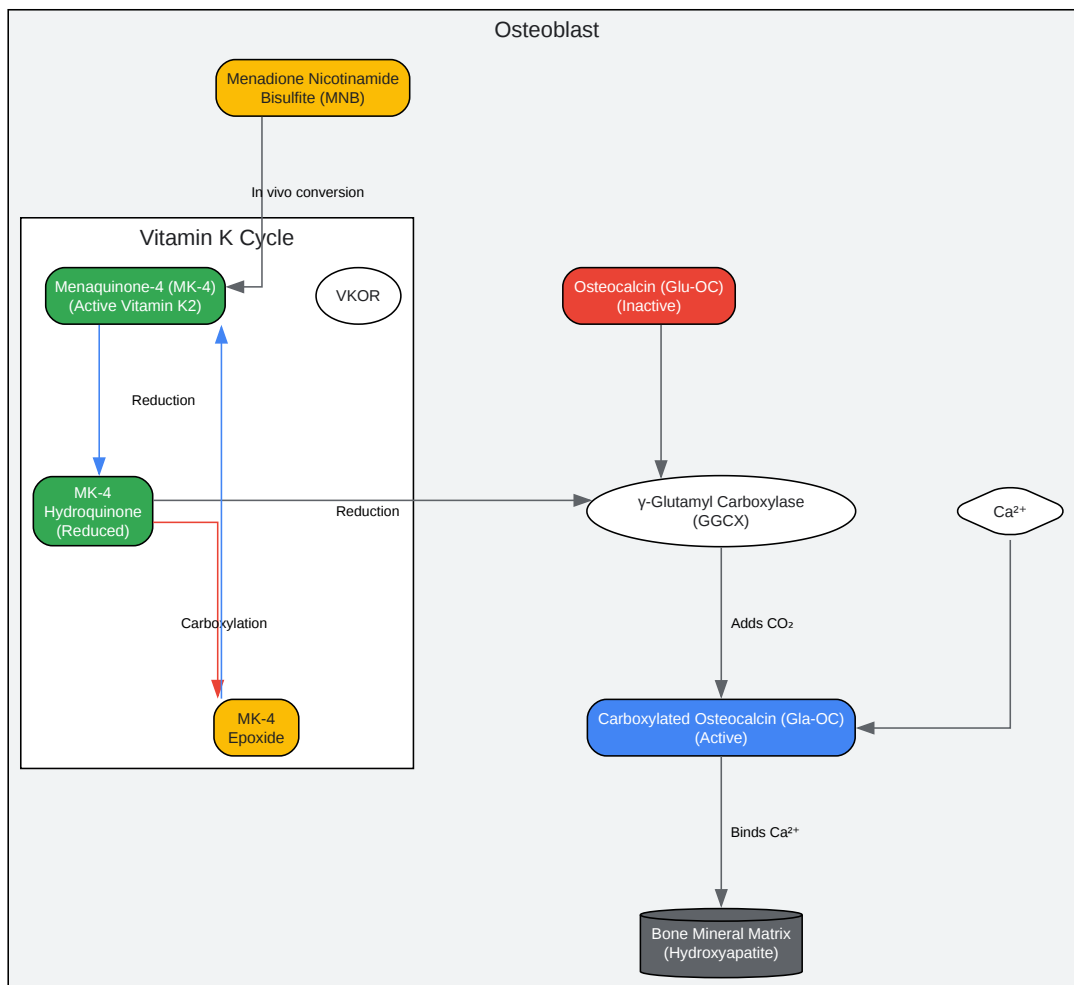 Osteoblast
Menadione Nicotinamide
Bisulfite (MNB)
In vivo conversion
Vitamin K Cycle
Menaquinone-4 (MK-4)
(Active Vitamin K2)
VKOR
Osteocalcin (Glu-OC)
(Inactive)
Reduction
MK-4
Hydroquinone
(Reduced)
Reduction
γ-Glutamyl Carboxylase
(GGCX)
Ca²⁺
Carboxylation
Adds CO₂
MK-4
Epoxide
Carboxylated Osteocalcin (Gla-OC)
(Active)
Binds Ca²⁺
Bone Mineral Matrix
(Hydroxyapatite)